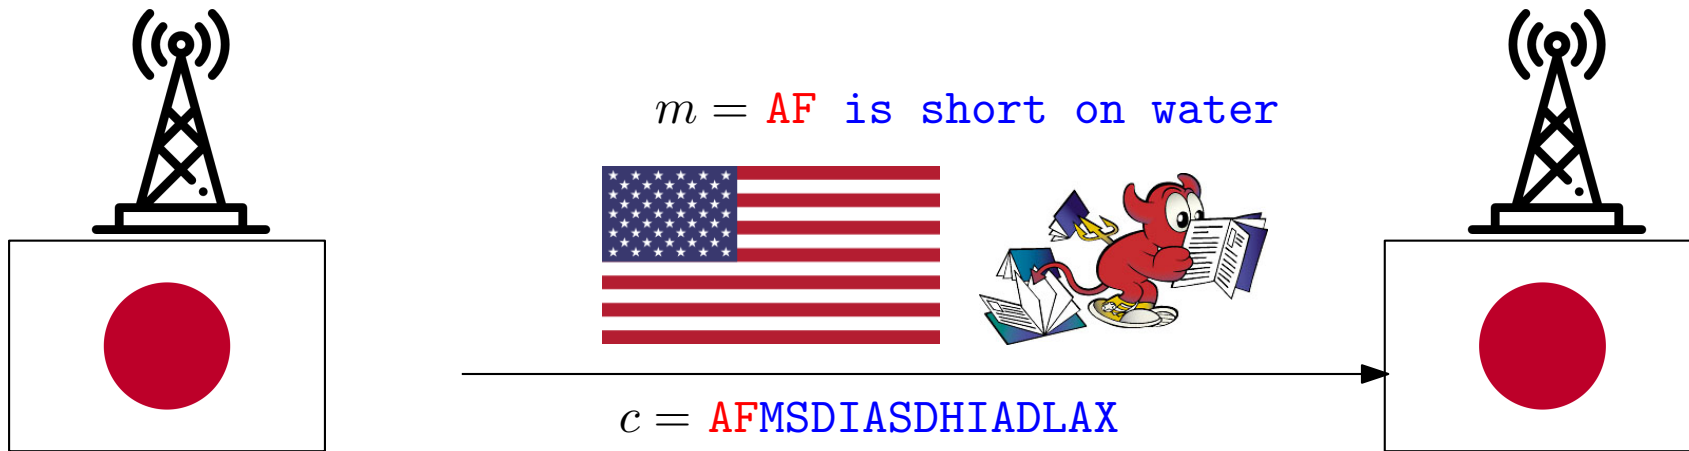 m = AF is short on water
c = AFMSDIASDHIADLAX